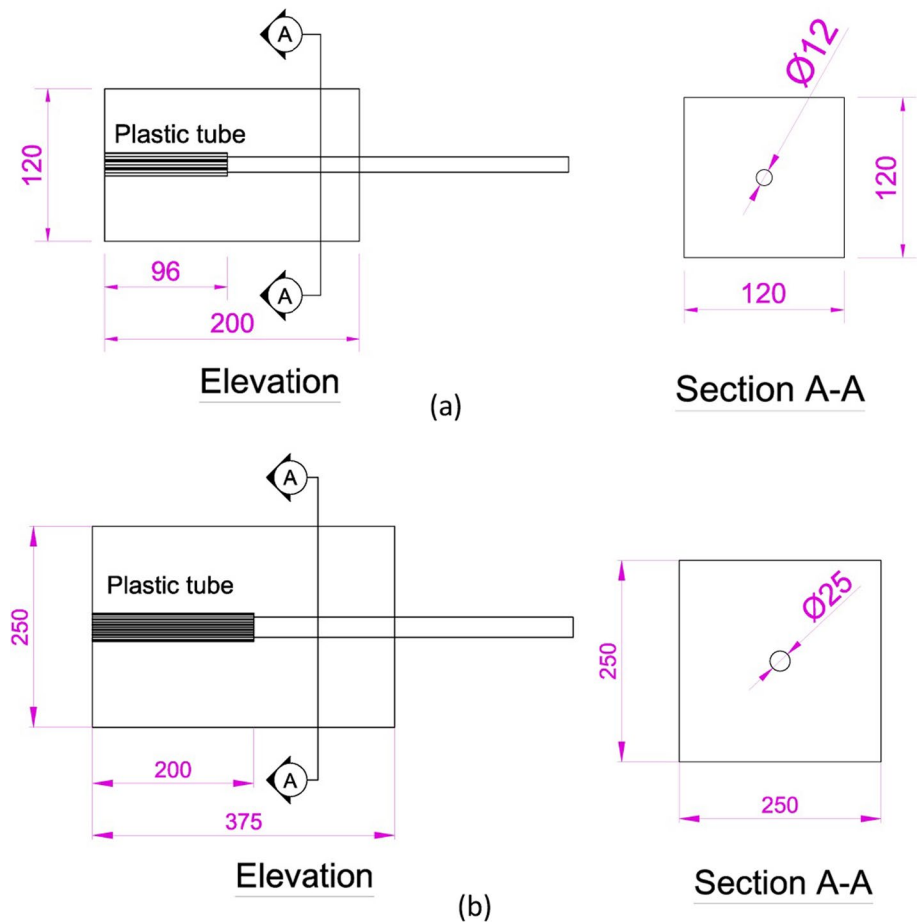 A
Ø12
Plastic tube
120
120
96
A
120
200
Elevation
Section A-A
(a)
A
Plastic tube
Ø25
250
250
200
A
250
375
Elevation
Section A-A
(b)